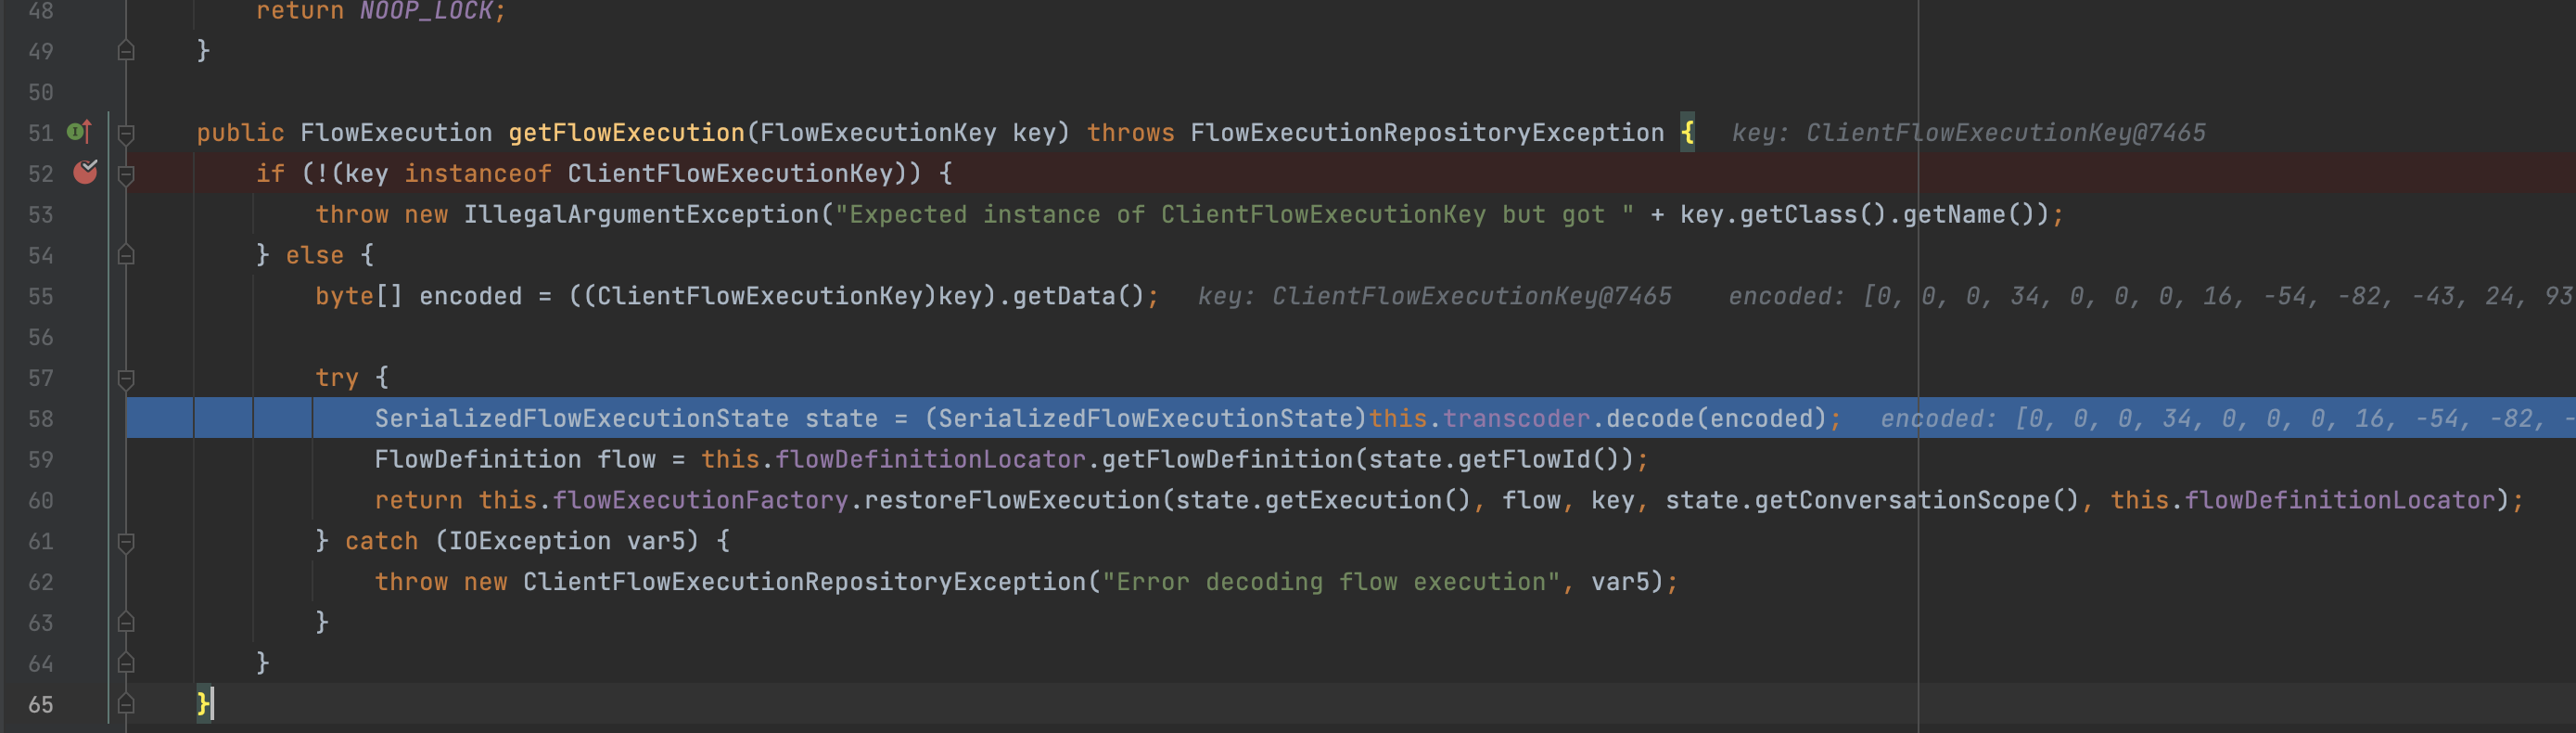 48 return NOOP_LOCK;
49 }
50
51 public FlowExecution getFlowExecution(FlowExecutionKey key) throws FlowExecutionRepositoryException { key: ClientFlowExecutionKey@7465
52 if (!(key instanceof ClientFlowExecutionKey)) {
53 throw new IllegalArgumentException("Expected instance of ClientFlowExecutionKey but got " + key.getClass().getName());
54 } else {
55 byte[] encoded = ((ClientFlowExecutionKey)key).getData(); key: ClientFlowExecutionKey@7465 encoded: [0, 0, 0, 34, 0, 0, 0, 16, -54, -82, -43, 24, 93
56
57 try {
58 SerializedFlowExecutionState state = (SerializedFlowExecutionState)this.transcoder.decode(encoded); encoded: [0, 0, 0, 34, 0, 0, 0, 16, -54, -82, -
59 FlowDefinition flow = this.flowDefinitionLocator.getFlowDefinition(state.getFlowId());
60 return this.flowExecutionFactory.restoreFlowExecution(state.getExecution(), flow, key, state.getConversationScope(), this.flowDefinitionLocator);
61 } catch (IOException var5) {
62 throw new ClientFlowExecutionRepositoryException("Error decoding flow execution", var5);
63 }
64 }
65 }